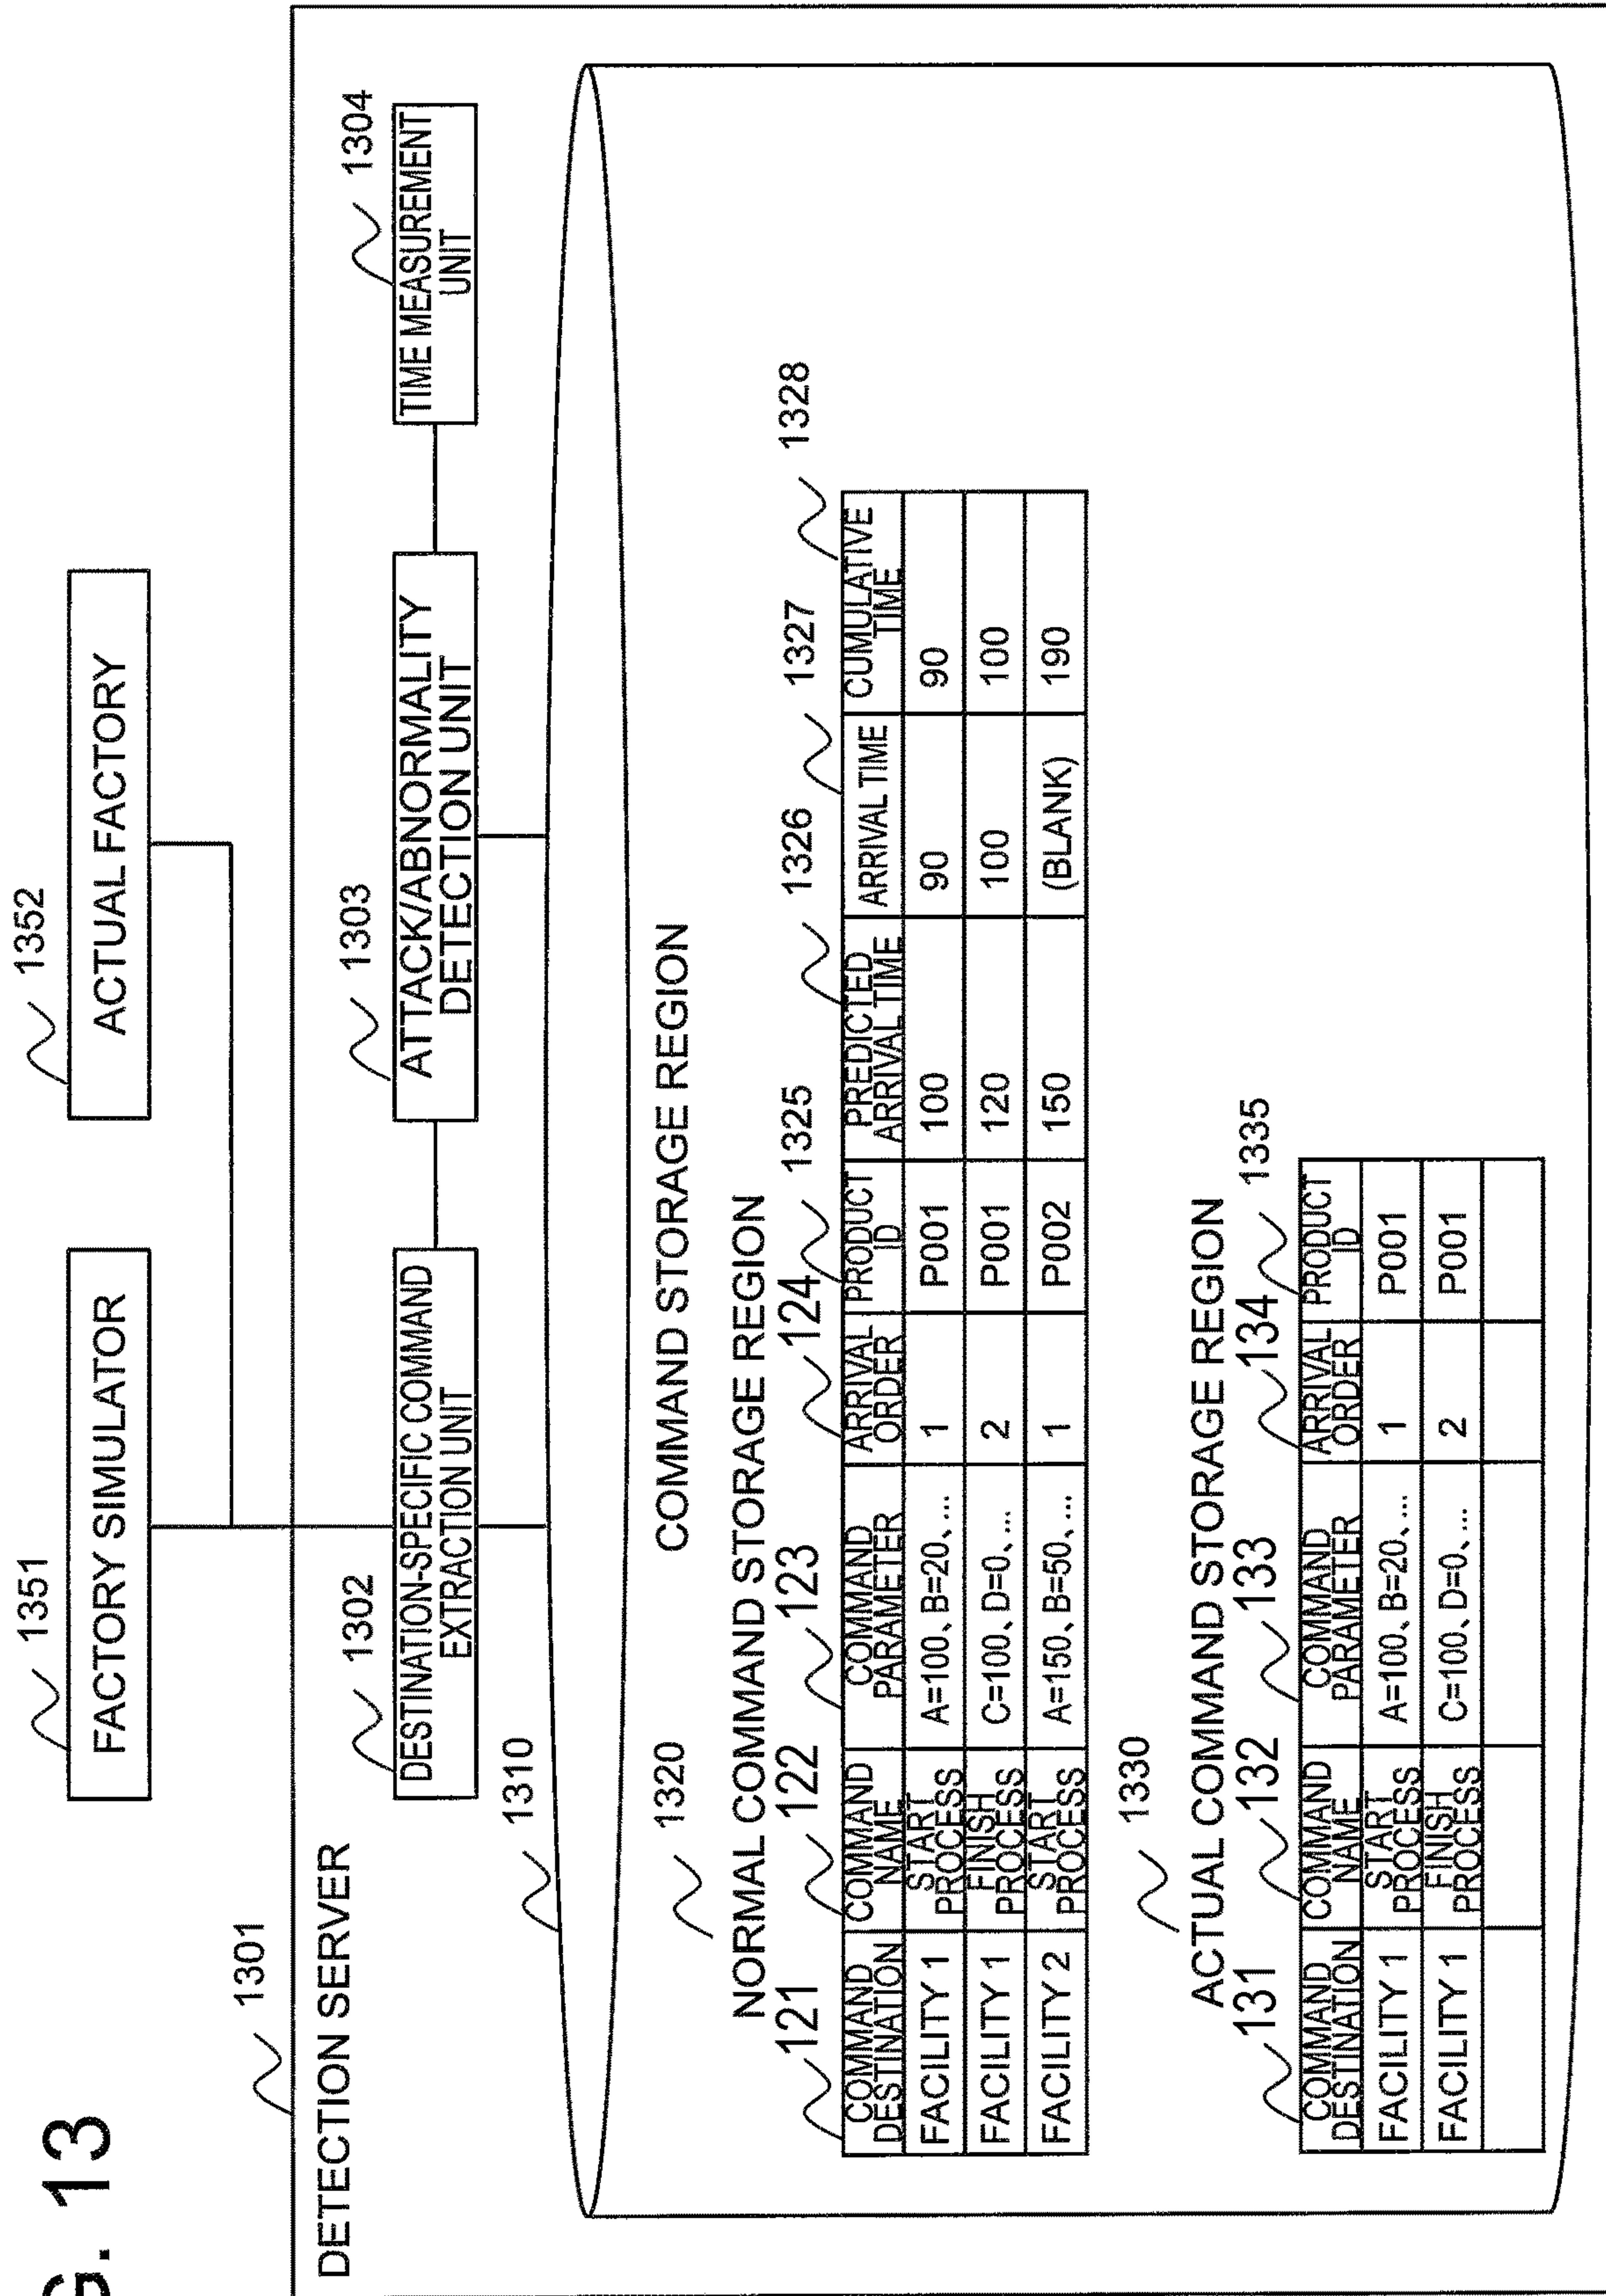 G. 13
1351
FACTORY SIMULATOR
1352
ACTUAL FACTORY
1301
DETECTION SERVER
1302
DESTINATION-SPECIFIC COMMAND
EXTRACTION UNIT
1303
ATTACK/ABNORMALITY
DETECTION UNIT
1304
TIME MEASUREMENT
UNIT
1310
COMMAND STORAGE REGION
1320
NORMAL COMMAND STORAGE REGION
121 122 123 124 1325 1326 1327 1328
COMMAND DESTINATION COMMAND NAME COMMAND PARAMETER ARRIVAL ORDER PRODUCT ID PREDICTED ARRIVAL TIME ARRIVAL TIME CUMULATIVE TIME
FACILITY 1 START PROCESS A=100、B=20、... 1 P001 100 90 90
FACILITY 1 FINISH PROCESS C=100、D=0、... 2 P001 120 100 100
FACILITY 2 START PROCESS A=150、B=50、... 1 P002 150 (BLANK) 190
1330
ACTUAL COMMAND STORAGE REGION
131 132 133 134 1335
COMMAND DESTINATION COMMAND NAME COMMAND PARAMETER ARRIVAL ORDER PRODUCT ID
FACILITY 1 START PROCESS A=100、B=20、... 1 P001
FACILITY 1 FINISH PROCESS C=100、D=0、... 2 P001